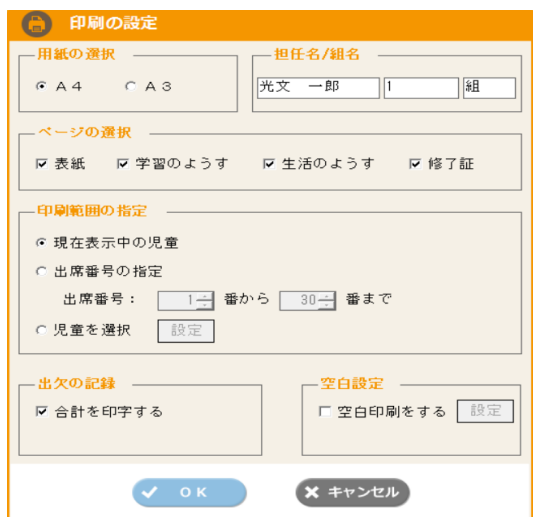 印刷の設定
用紙の選択
A4 A3
担任名/組名
光文 一郎 1 組
ページの選択
表紙 学習のようす 生活のようす 修了証
印刷範囲の指定
現在表示中の児童
出席番号の指定
出席番号： 1 番から 30 番まで
児童を選択 設定
出欠の記録
合計を印字する
空白設定
空白印刷をする 設定
OK キャンセル